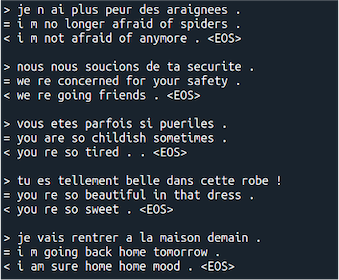 > je n ai plus peur des araignees .
= i m no longer afraid of spiders .
< i m not afraid of anymore . <EOS>
> nous nous soucions de ta securite .
= we re concerned for your safety .
< we re going friends . <EOS>
> vous etes parfois si pueriles .
= you are so childish sometimes .
< you re so tired . . <EOS>
> tu es tellement belle dans cette robe !
= you re so beautiful in that dress .
< you re so sweet . <EOS>
> je vais rentrer a la maison demain .
= i m going back home tomorrow .
< i am sure home home mood . <EOS>